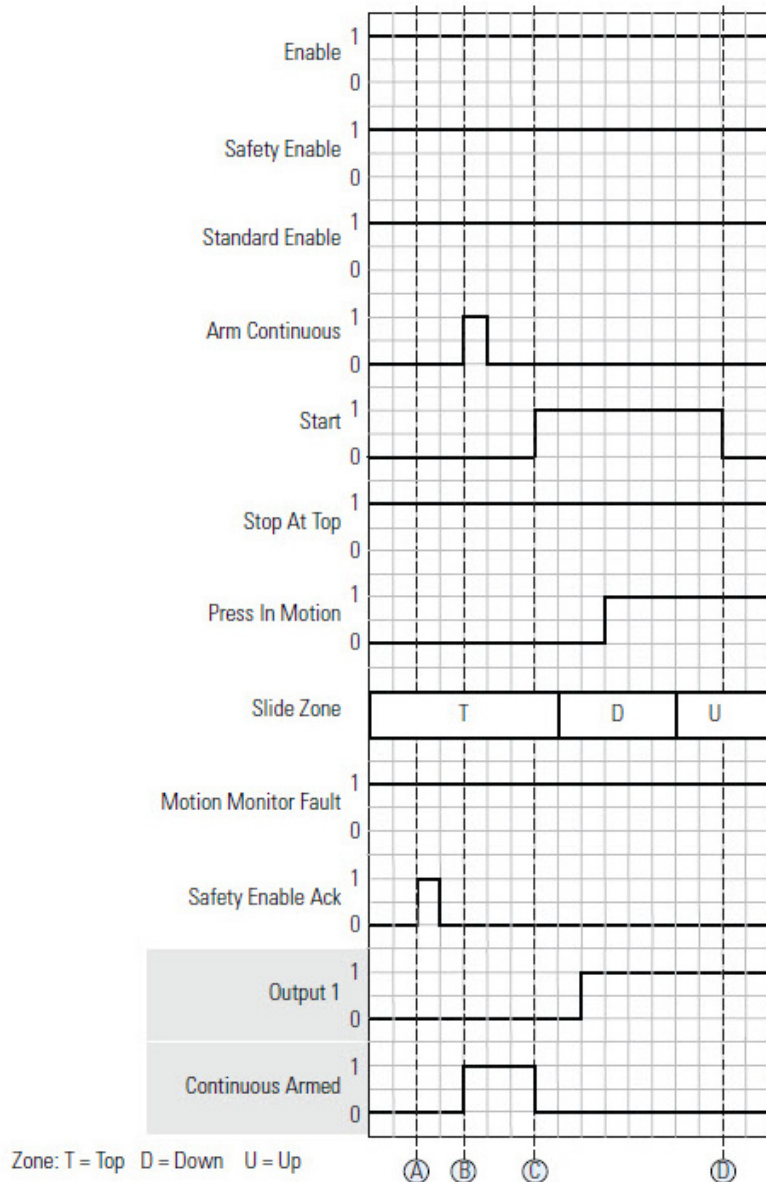 Enable 1
0
Safety Enable 1
0
Standard Enable 1
0
Arm Continuous 1
0
Start 1
0
Stop At Top 1
0
Press In Motion 1
0
Slide Zone T D U
Motion Monitor Fault 1
0
Safety Enable Ack 1
0
Output 1 1
0
Continuous Armed 1
0
Zone: T = Top D = Down U = Up
A B C D